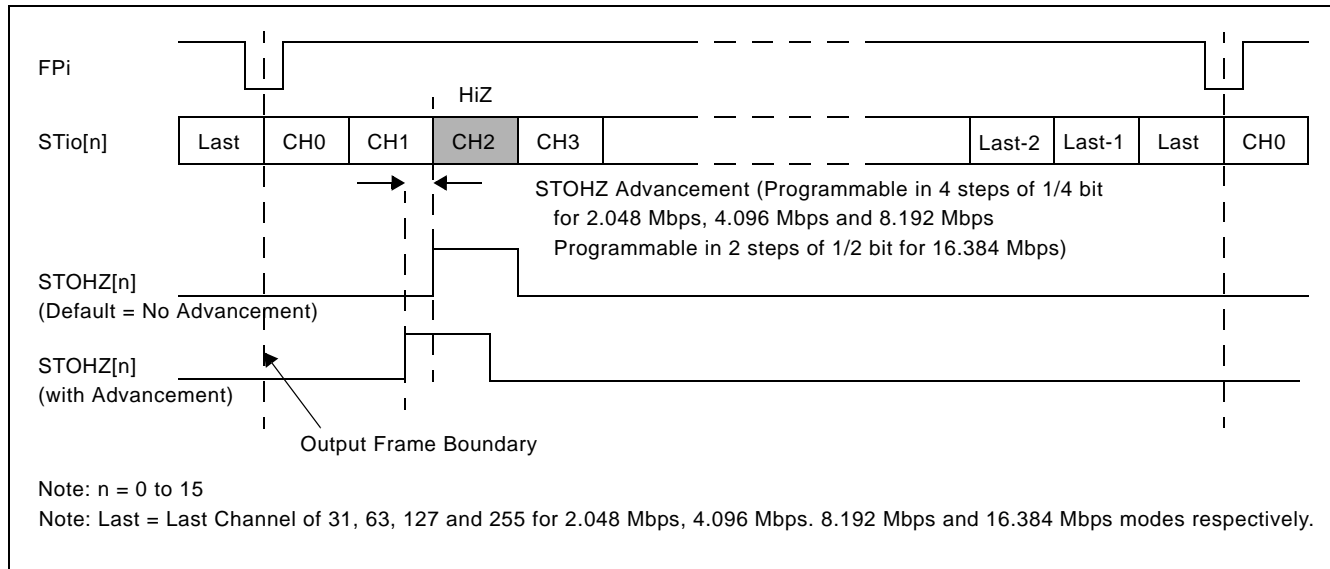 FPi
HiZ
STio[n] Last CH0 CH1 CH2 CH3 Last-2 Last-1 Last CH0
STOHZ Advancement (Programmable in 4 steps of 1/4 bit
for 2.048 Mbps, 4.096 Mbps and 8.192 Mbps
Programmable in 2 steps of 1/2 bit for 16.384 Mbps)
STOHZ[n]
(Default = No Advancement)
STOHZ[n]
(with Advancement)
Output Frame Boundary
Note: n = 0 to 15
Note: Last = Last Channel of 31, 63, 127 and 255 for 2.048 Mbps, 4.096 Mbps. 8.192 Mbps and 16.384 Mbps modes respectively.